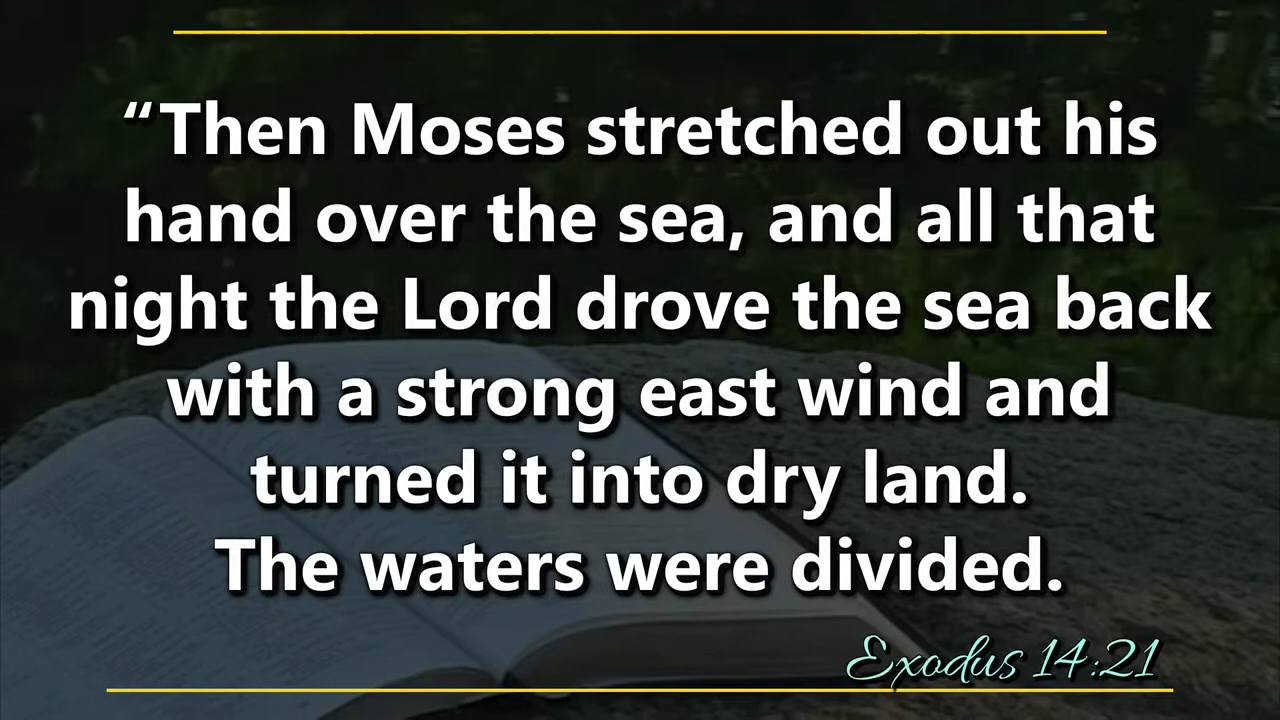 “Then Moses stretched out his
hand over the sea, and all that
night the Lord drove the sea back
with a strong east wind and
turned it into dry land.
The waters were divided.
Exodus 14:21